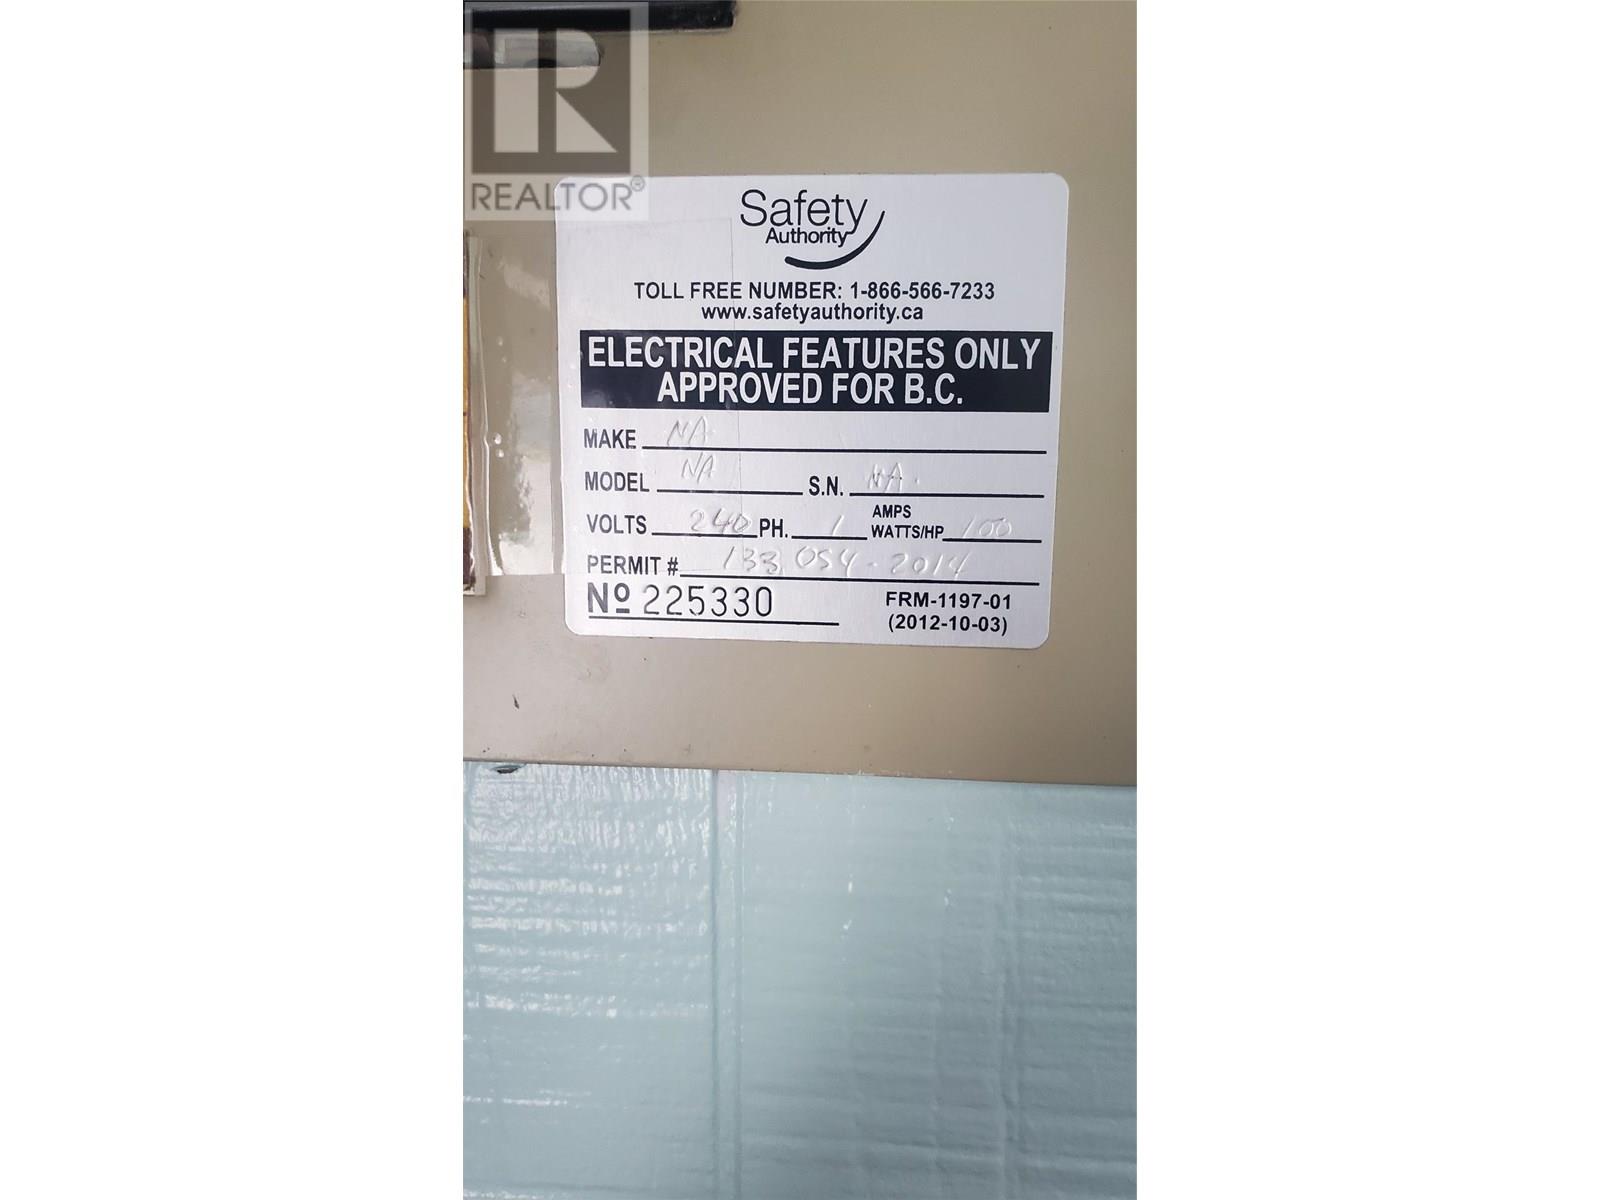 REALTOR®
Safety
Authority
TOLL FREE NUMBER: 1-866-566-7233
www.safetyauthority.ca
ELECTRICAL FEATURES ONLY
APPROVED FOR B.C.
MAKE NA
MODEL NA S.N. NA.
VOLTS 240 PH. 1 AMPS WATTS/HP 100
PERMIT # 133054-2014
Nº 225330 FRM-1197-01
(2012-10-03)